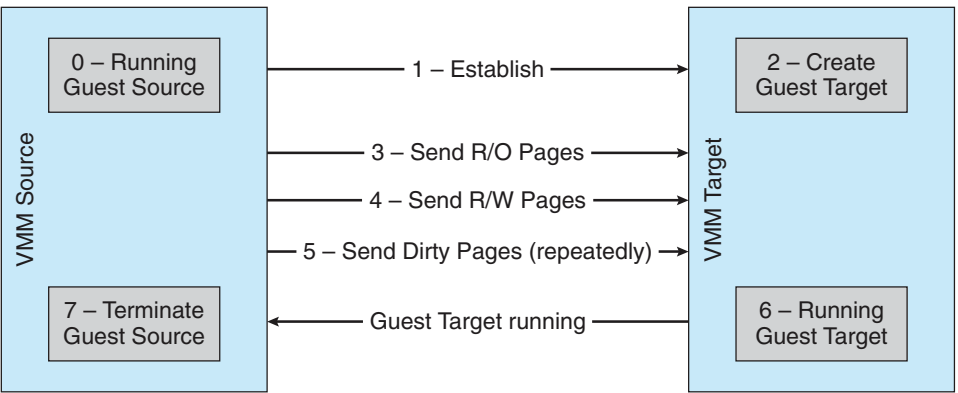 VMM Source
0 – Running
Guest Source
1 – Establish
2 – Create
Guest Target
3 – Send R/O Pages
4 – Send R/W Pages
VMM Target
5 – Send Dirty Pages (repeatedly)
7 – Terminate
Guest Source
Guest Target running
6 – Running
Guest Target